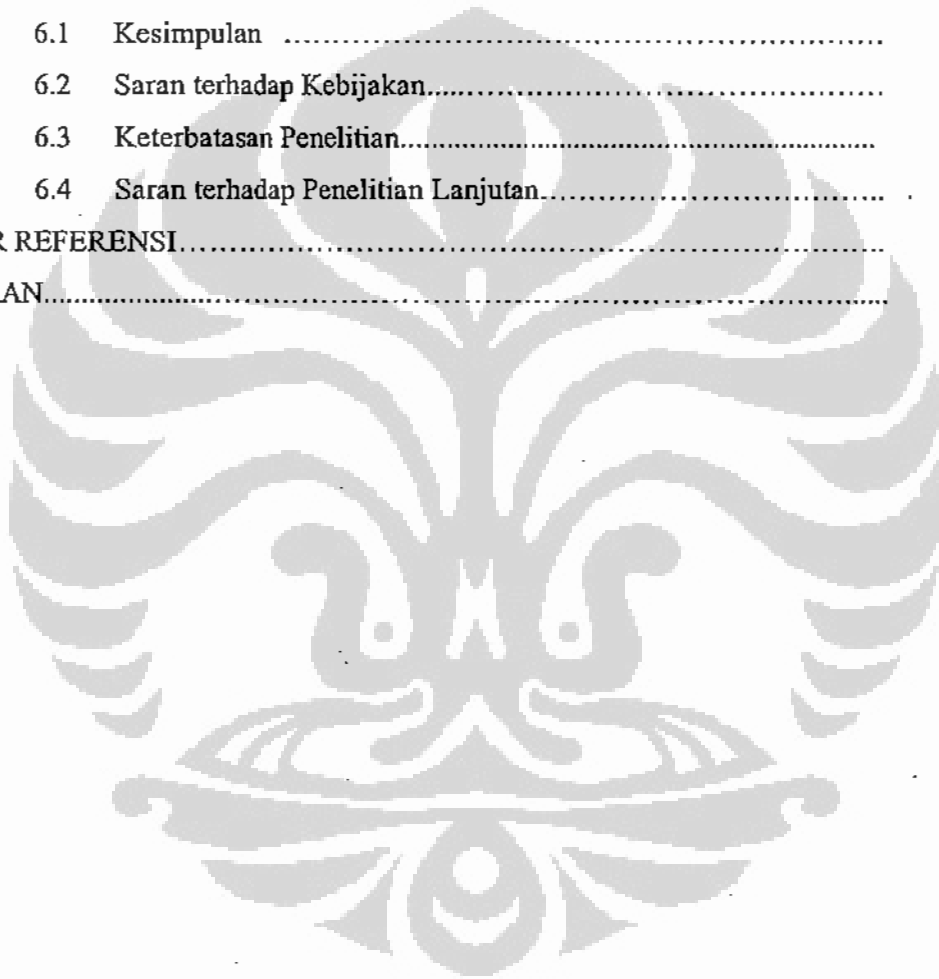 6.1 Kesimpulan ........................................................
6.2 Saran terhadap Kebijakan........................................................
6.3 Keterbatasan Penelitian........................................................
6.4 Saran terhadap Penelitian Lanjutan........................................................
R REFERENSI........................................................
AN........................................................